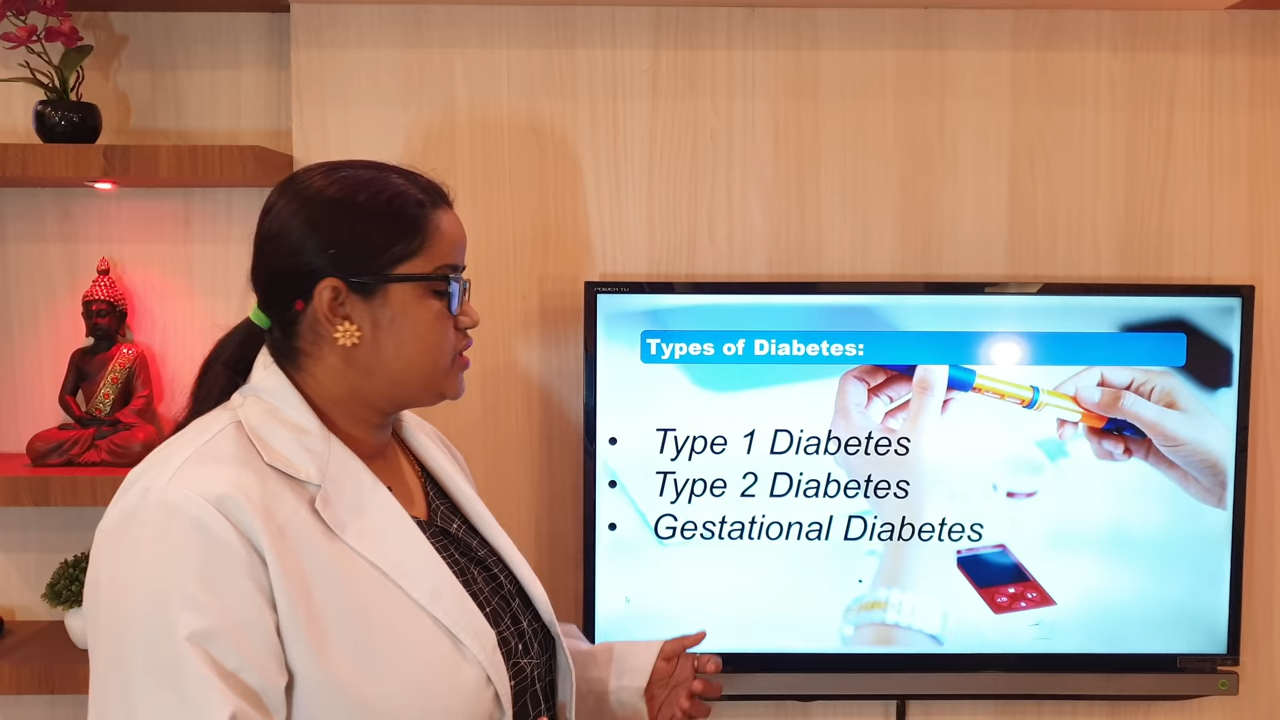 Types of Diabetes:
• Type 1 Diabetes
• Type 2 Diabetes
• Gestational Diabetes